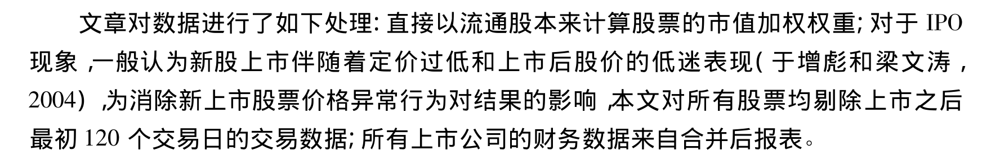 文章对数据进行了如下处理: 直接以流通股本来计算股票的市值加权权重; 对于 IPO
现象 ,一般认为新股上市伴随着定价过低和上市后股价的低迷表现( 于增彪和梁文涛 ,
2004) ,为消除新上市股票价格异常行为对结果的影响 ,本文对所有股票均剔除上市之后
最初 120 个交易日的交易数据; 所有上市公司的财务数据来自合并后报表。